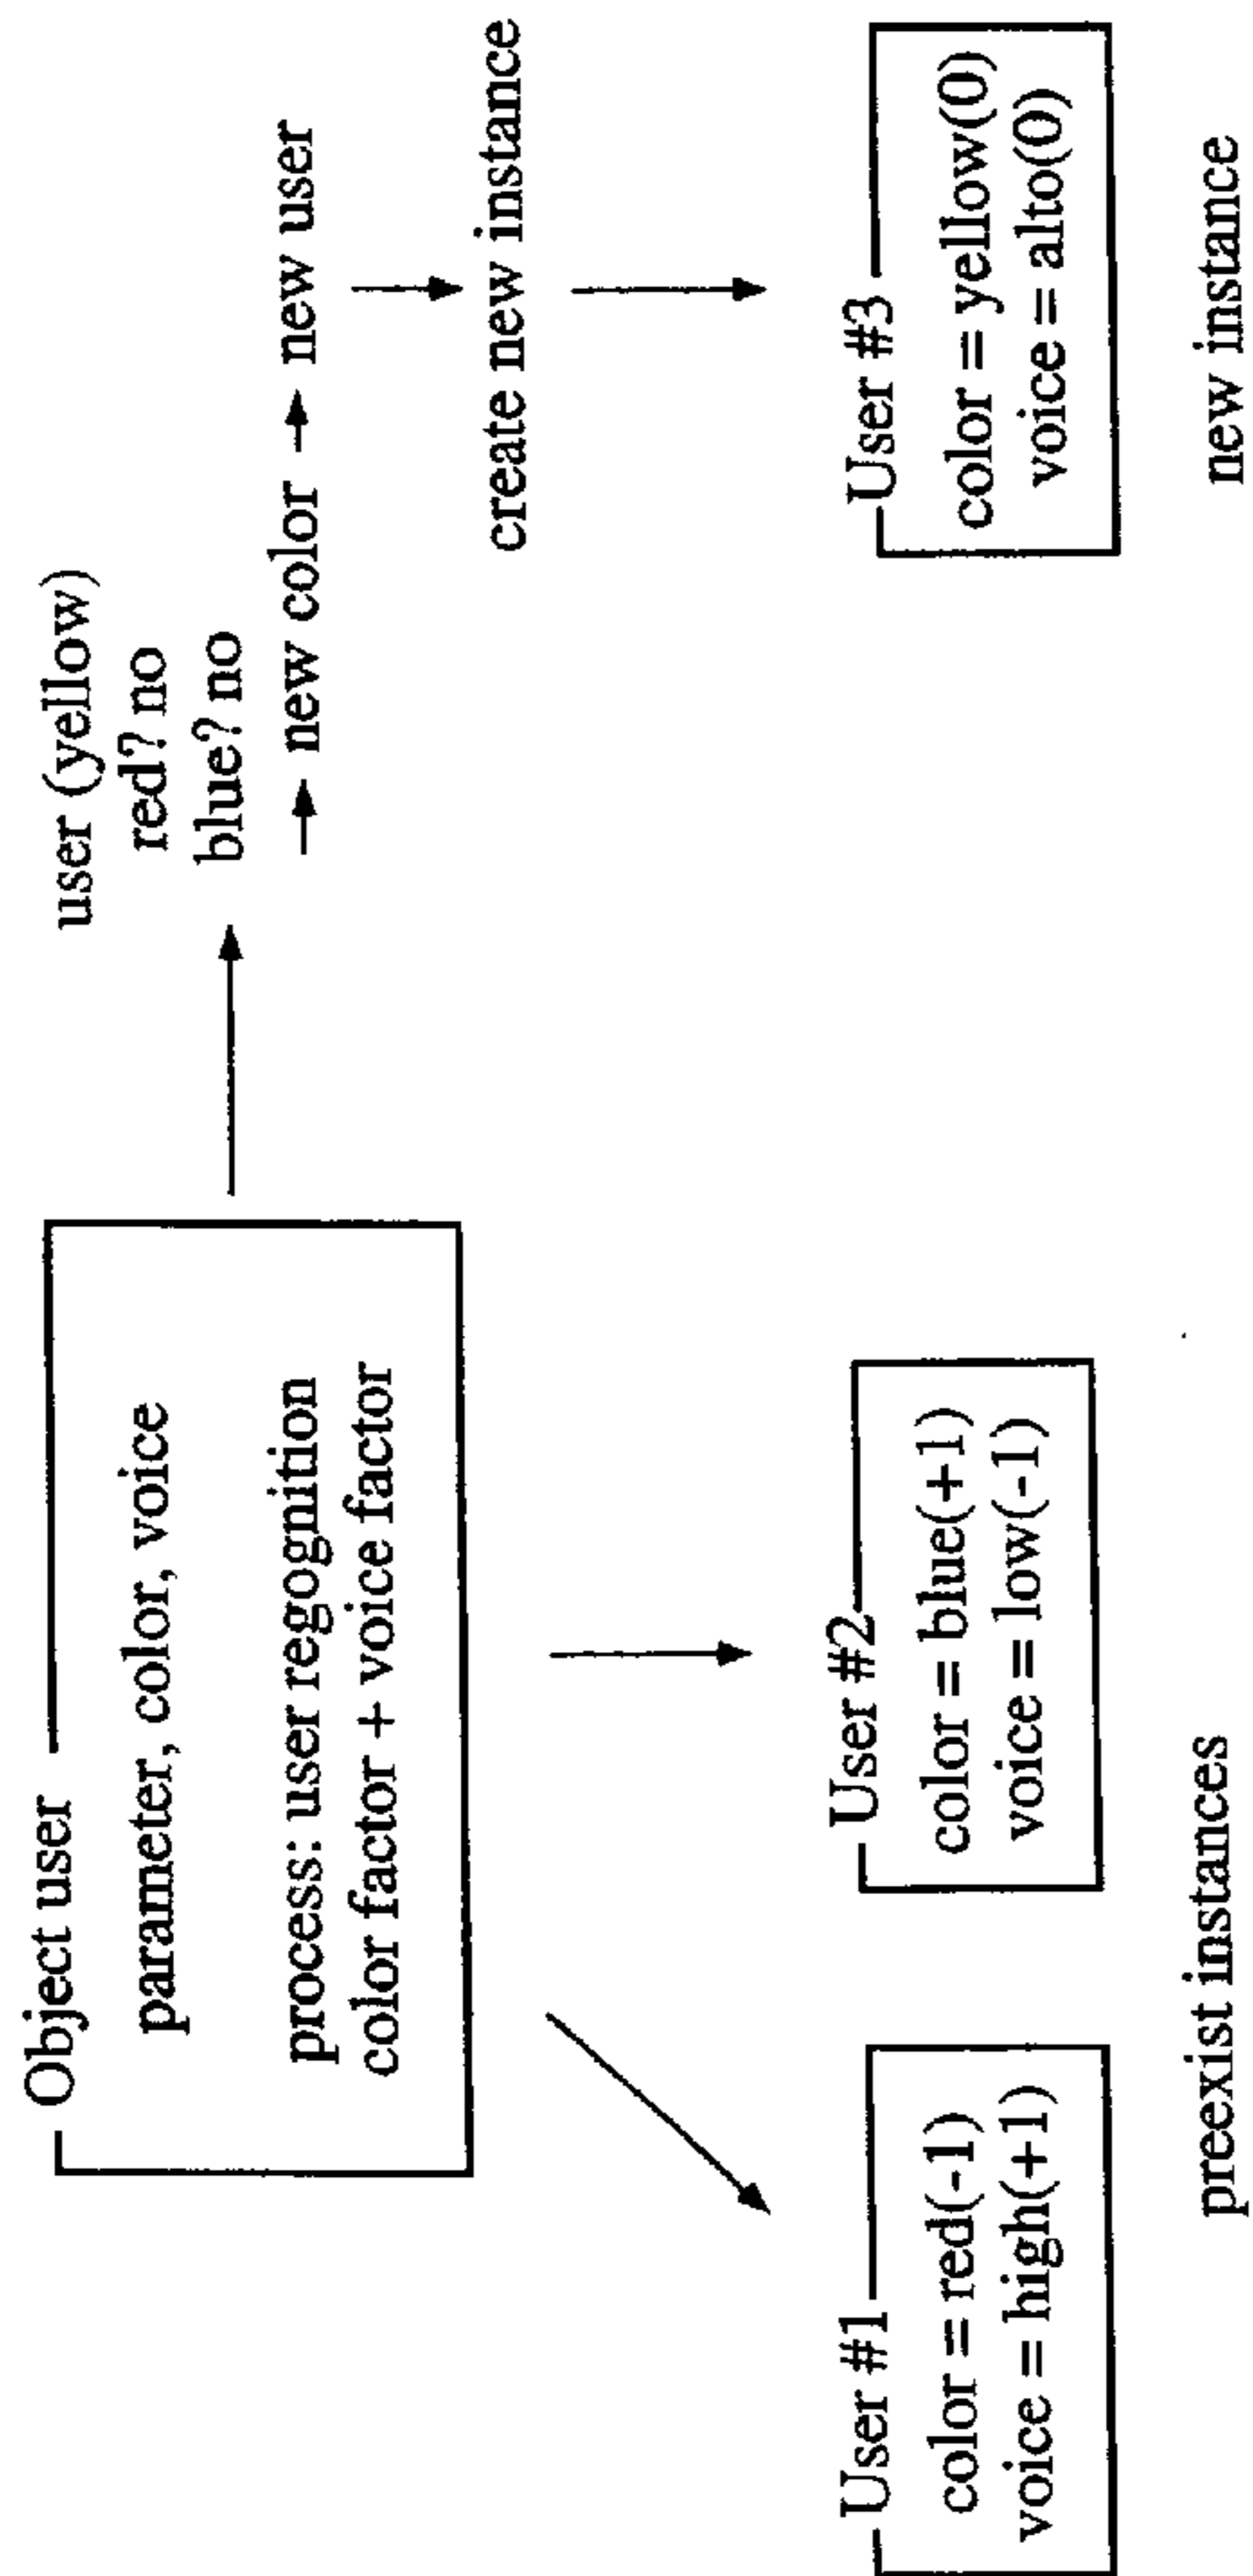 Object user
parameter, color, voice
process: user regognition
color factor + voice factor
user (yellow)
red? no
blue? no
new color
new user
create new instance
User #1
color = red(-1)
voice = high(+1)
User #2
color = blue(+1)
voice = low(-1)
User #3
color = yellow(0)
voice = alto(0)
preexist instances
new instance